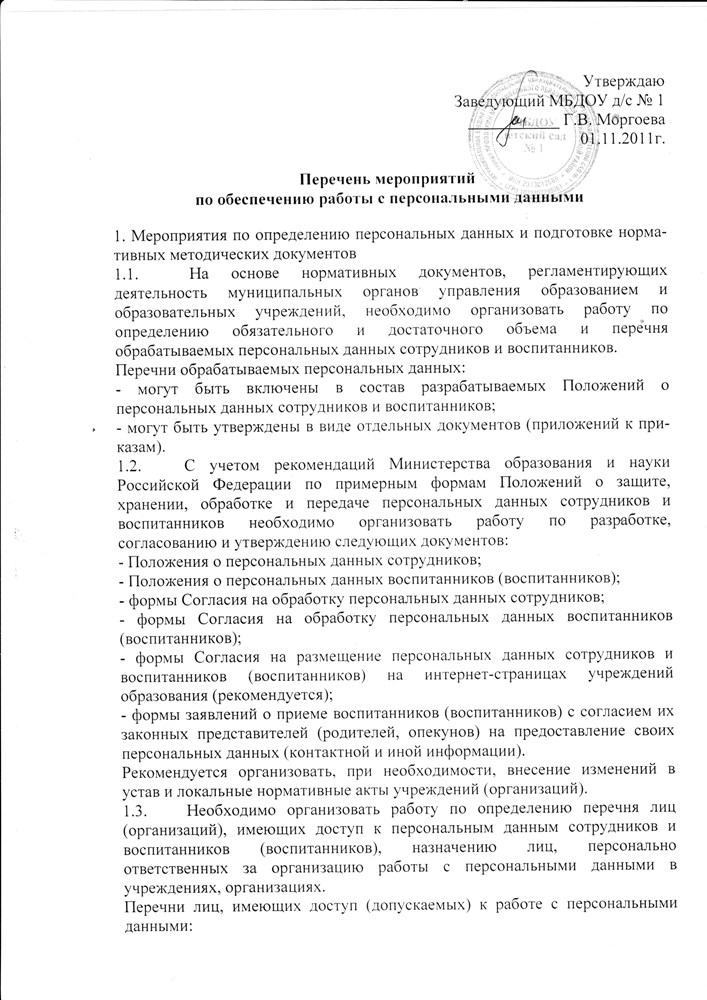 Утверждаю
Заведующий МБДОУ д/с № 1
Г.В. Моргоева
01.11.2011г.
МБДОУ
детский сад
№ 1
Перечень мероприятий
по обеспечению работы с персональными данными
1. Мероприятия по определению персональных данных и подготовке норма-
тивных методических документов
1.1. На основе нормативных документов, регламентирующих
деятельность муниципальных органов управления образованием и
образовательных учреждений, необходимо организовать работу по
определению обязательного и достаточного объема и перечня
обрабатываемых персональных данных сотрудников и воспитанников.
Перечни обрабатываемых персональных данных:
- могут быть включены в состав разрабатываемых Положений о
персональных данных сотрудников и воспитанников;
- могут быть утверждены в виде отдельных документов (приложений к при-
казам).
1.2. С учетом рекомендаций Министерства образования и науки
Российской Федерации по примерным формам Положений о защите,
хранении, обработке и передаче персональных данных сотрудников и
воспитанников необходимо организовать работу по разработке,
согласованию и утверждению следующих документов:
- Положения о персональных данных сотрудников;
- Положения о персональных данных воспитанников (воспитанников);
- формы Согласия на обработку персональных данных сотрудников;
- формы Согласия на обработку персональных данных воспитанников
(воспитанников);
- формы Согласия на размещение персональных данных сотрудников и
воспитанников (воспитанников) на интернет-страницах учреждений
образования (рекомендуется);
- формы заявлений о приеме воспитанников (воспитанников) с согласием их
законных представителей (родителей, опекунов) на предоставление своих
персональных данных (контактной и иной информации).
Рекомендуется организовать, при необходимости, внесение изменений в
устав и локальные нормативные акты учреждений (организаций).
1.3. Необходимо организовать работу по определению перечня лиц
(организаций), имеющих доступ к персональным данным сотрудников и
воспитанников (воспитанников), назначению лиц, персонально
ответственных за организацию работы с персональными данными в
учреждениях, организациях.
Перечни лиц, имеющих доступ (допускаемых) к работе с персональными
данными: